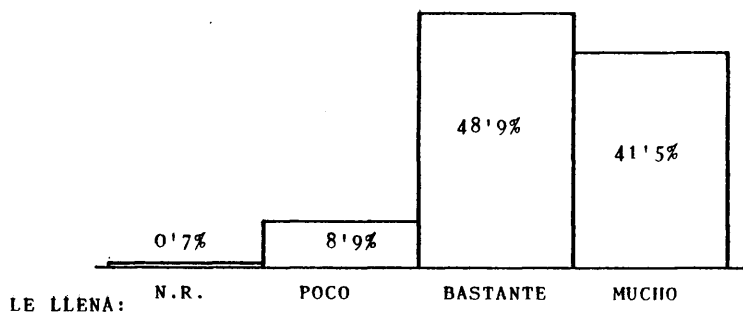 48'9%
41'5%
0'7% 8'9%
LE LLENA: N.R. POCO BASTANTE MUCHO